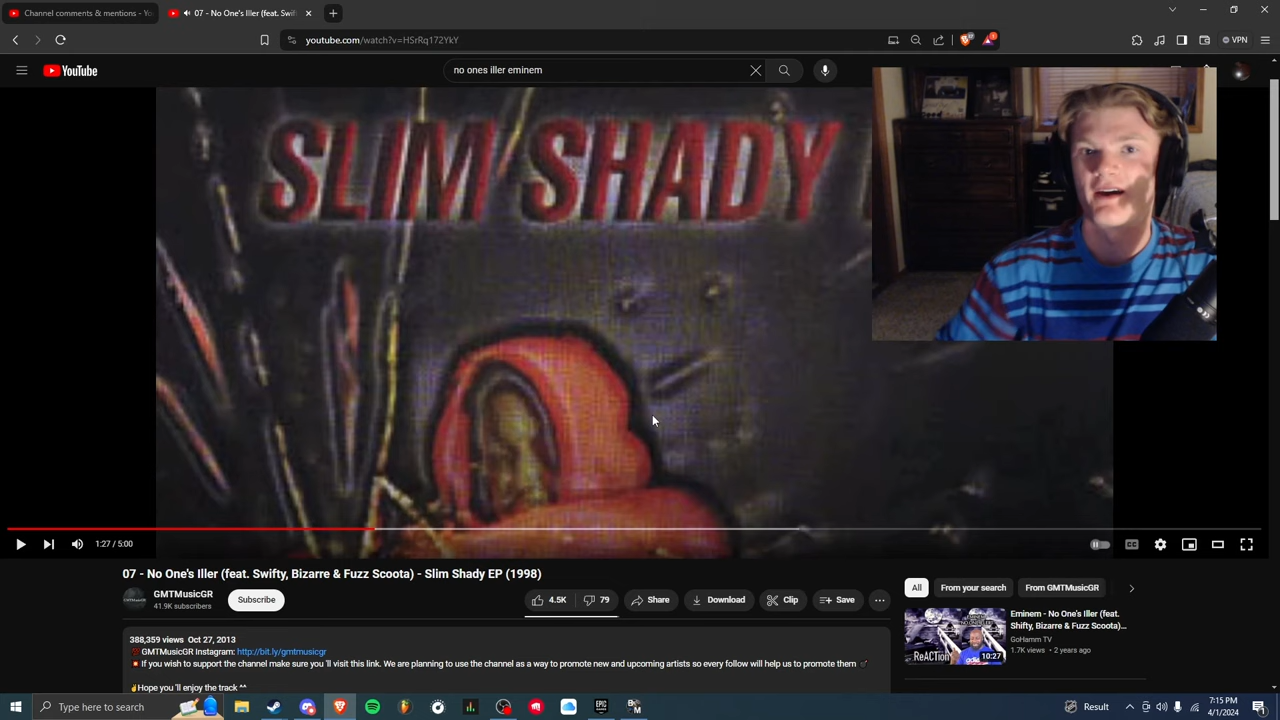 Channel comments & mentions - Yo
07 - No One's Iller (feat. Swift
youtube.com/watch?v=HSrRq172YkY
VPN
YouTube
no ones iller eminem
SLIM SHADY
1:27 / 5:00
CC
07 - No One's Iller (feat. Swifty, Bizarre & Fuzz Scoota) - Slim Shady EP (1998)
GMTMusicGR
41.9K subscribers
Subscribe
4.5K
79
Share
Download
Clip
Save
388,359 views Oct 27, 2013
GMTMusicGR Instagram: http://bit.ly/gmtmusicgr
If you wish to support the channel make sure you 'll visit this link. We are planning to use the channel as a way to promote new and upcoming artists so every follow will help us to promote them
Hope you 'll enjoy the track ^^
All
From your search
From GMTMusicGR
Eminem - No One's Iller (feat.
Shifty, Bizarre & Fuzz Scoota)...
GoHamm TV
1.7K views • 2 years ago
ReACTion
10:27
Type here to search
Result
7:15 PM
4/1/2024